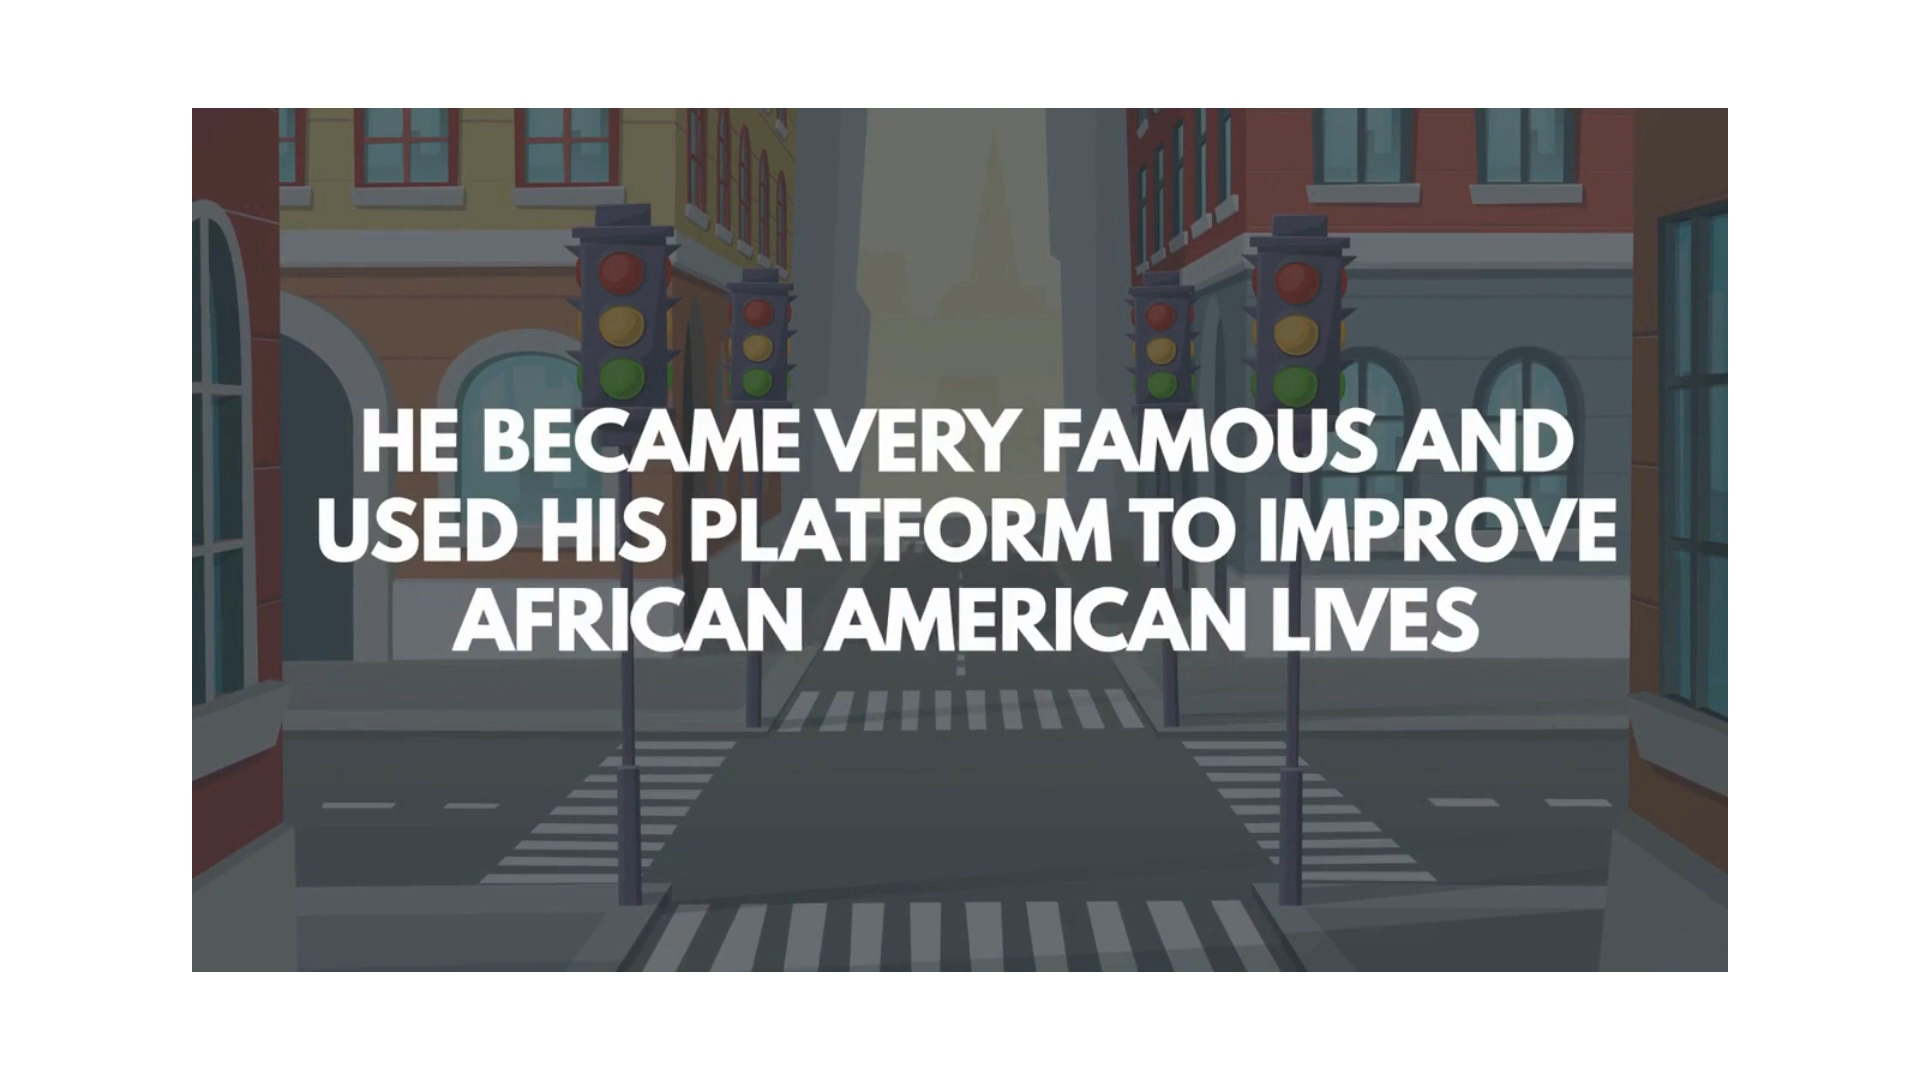 HE BECAME VERY FAMOUS AND
USED HIS PLATFORM TO IMPROVE
AFRICAN AMERICAN LIVES